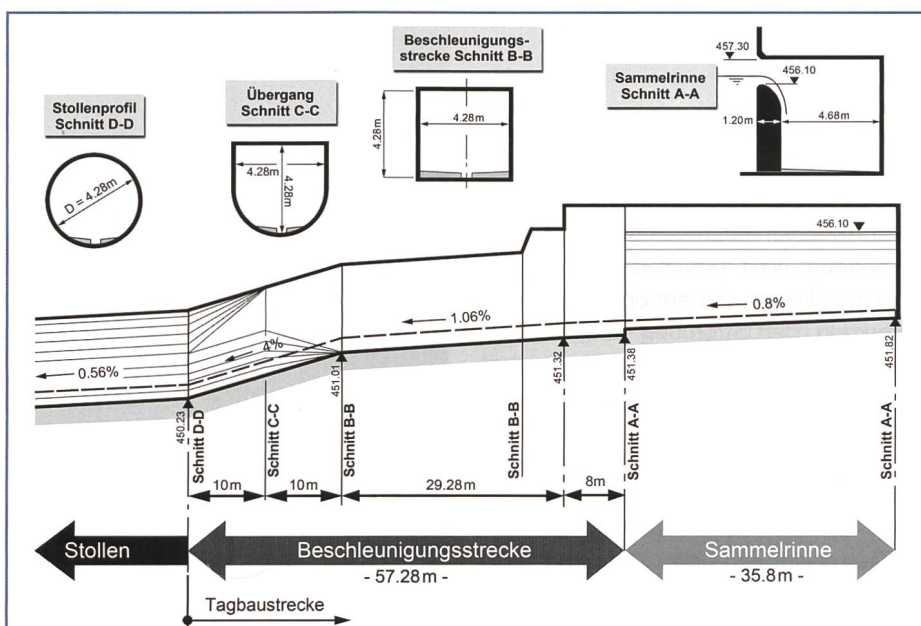 Beschleunigungs-
strecke Schnitt B-B
Stollenprofil
Schnitt D-D
Übergang
Schnitt C-C
Sammelrinne
Schnitt A-A
457.30
456.10
1.20m
4.68m
D = 4.28m
4.28m
4.28m
4.28m
4.28m
456.10
0.56%
4%
1.06%
0.8%
450.23
Schnitt D-D
Schnitt C-C
451.01
Schnitt B-B
Schnitt B-B
451.32
451.38
Schnitt A-A
451.82
Schnitt A-A
10m
10m
29.28m
8m
Stollen
Beschleunigungsstrecke
- 57.28m -
Sammelrinne
- 35.8m -
Tagbaustrecke